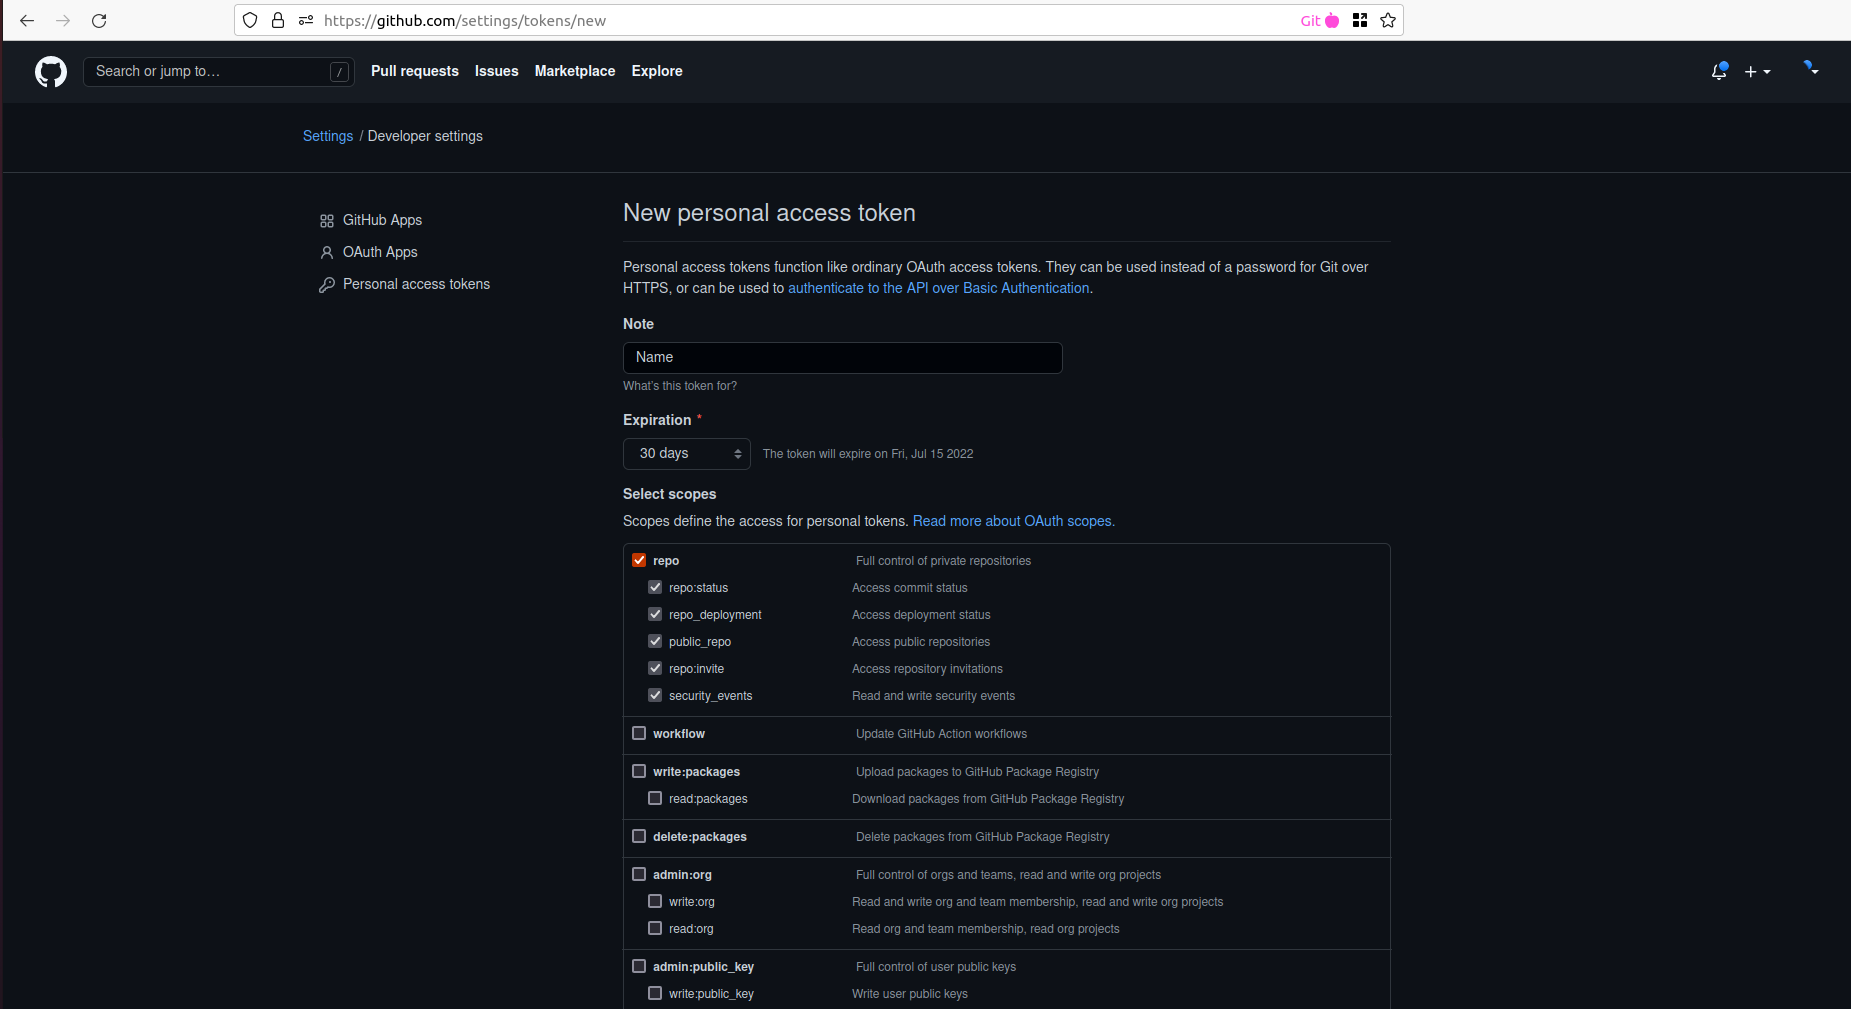 https://github.com/settings/tokens/new
Git
Search or jump to… /
Pull requests Issues Marketplace Explore
Settings / Developer settings
GitHub Apps
OAuth Apps
Personal access tokens
New personal access token
Personal access tokens function like ordinary OAuth access tokens. They can be used instead of a password for Git over
HTTPS, or can be used to authenticate to the API over Basic Authentication.
Note
Name
What's this token for?
Expiration *
30 days The token will expire on Fri, Jul 15 2022
Select scopes
Scopes define the access for personal tokens. Read more about OAuth scopes.
repo Full control of private repositories
repo:status Access commit status
repo_deployment Access deployment status
public_repo Access public repositories
repo:invite Access repository invitations
security_events Read and write security events
workflow Update GitHub Action workflows
write:packages Upload packages to GitHub Package Registry
read:packages Download packages from GitHub Package Registry
delete:packages Delete packages from GitHub Package Registry
admin:org Full control of orgs and teams, read and write org projects
write:org Read and write org and team membership, read and write org projects
read:org Read org and team membership, read org projects
admin:public_key Full control of user public keys
write:public_key Write user public keys